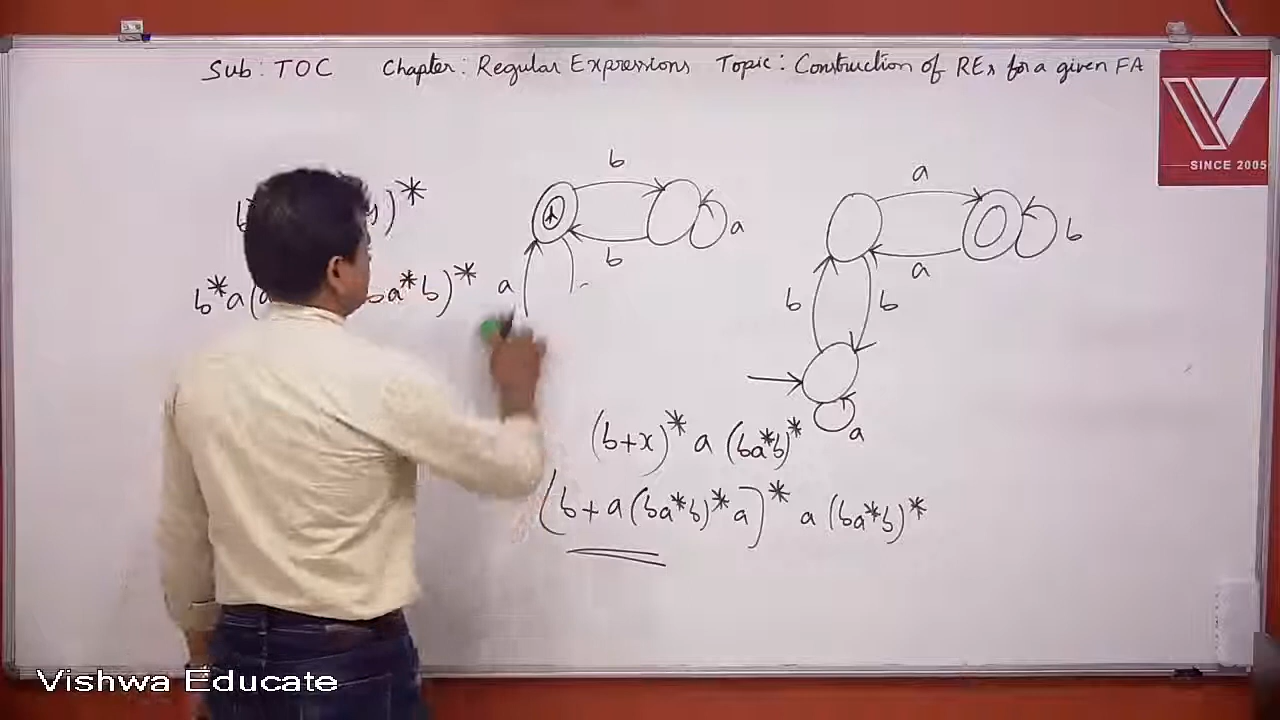 Sub : TOC Chapter : Regular Expressions Topic : Construction of REs for a given FA
SINCE 2005
)*
b*a(
ba*b)*
b
a
b
a
a
b
a
b
b
a
(b+x)* a (ba*b)*
(b+a(ba*b)*a)* a (ba*b)*
Vishwa Educate